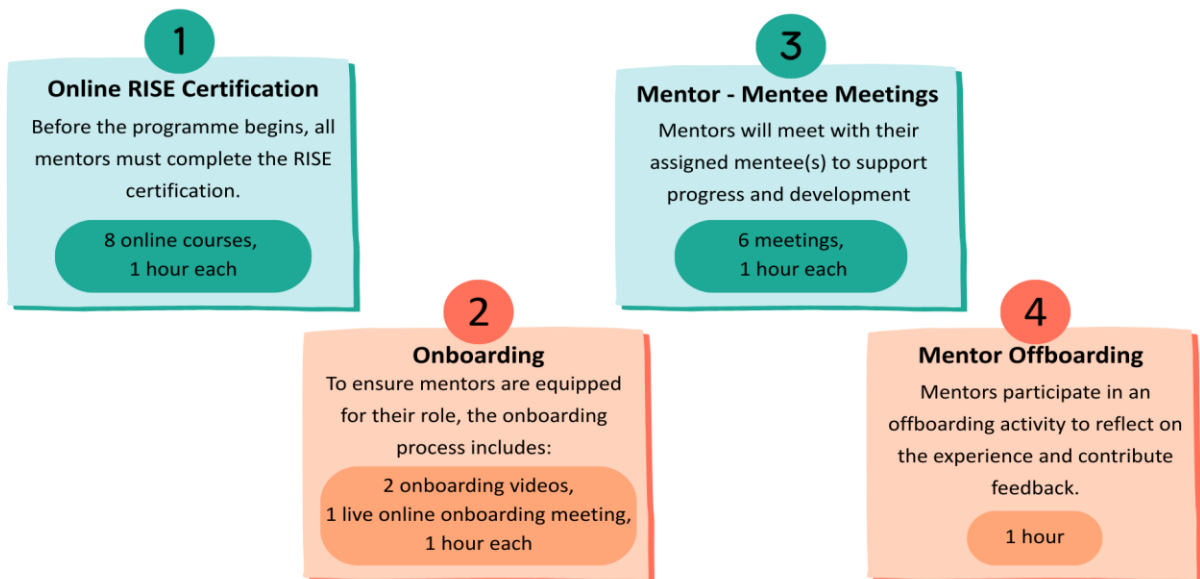 1
Online RISE Certification
Before the programme begins, all
mentors must complete the RISE
certification.
8 online courses,
1 hour each
2
Onboarding
To ensure mentors are equipped
for their role, the onboarding
process includes:
2 onboarding videos,
1 live online onboarding meeting,
1 hour each
3
Mentor - Mentee Meetings
Mentors will meet with their
assigned mentee(s) to support
progress and development
6 meetings,
1 hour each
4
Mentor Offboarding
Mentors participate in an
offboarding activity to reflect on
the experience and contribute
feedback.
1 hour